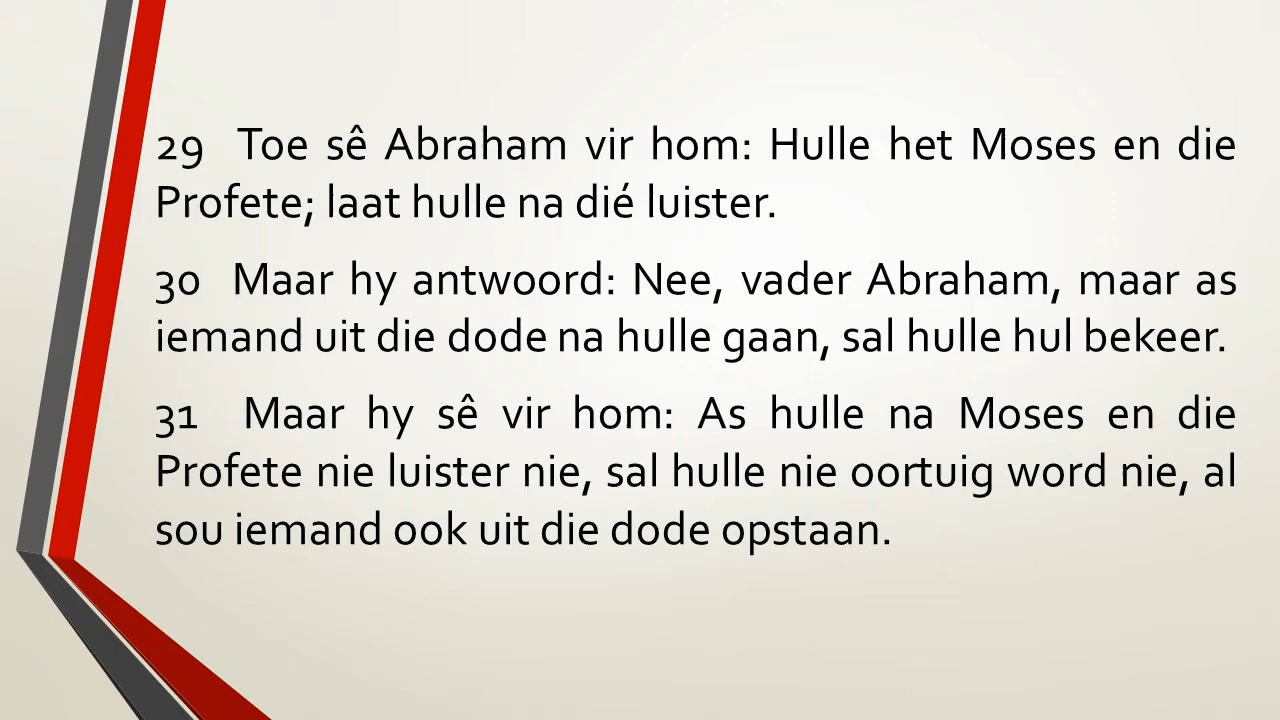 29 Toe sê Abraham vir hom: Hulle het Moses en die
Profete; laat hulle na dié luister.
30 Maar hy antwoord: Nee, vader Abraham, maar as
iemand uit die dode na hulle gaan, sal hulle hul bekeer.
31 Maar hy sê vir hom: As hulle na Moses en die
Profete nie luister nie, sal hulle nie oortuig word nie, al
sou iemand ook uit die dode opstaan.